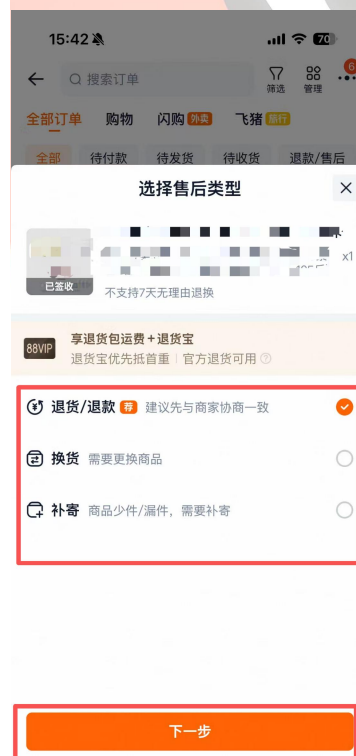 15:42
70
搜索订单
筛选
管理
6
全部订单 购物 闪购 外卖 飞猪 旅行
全部 待付款 待发货 待收货 退款/售后
选择售后类型
x1
已签收
不支持7天无理由退换
88VIP
享退货包运费+退货宝
退货宝优先抵首重 官方退货可用
退货/退款 荐 建议先与商家协商一致
换货 需要更换商品
补寄 商品少件/漏件，需要补寄
下一步